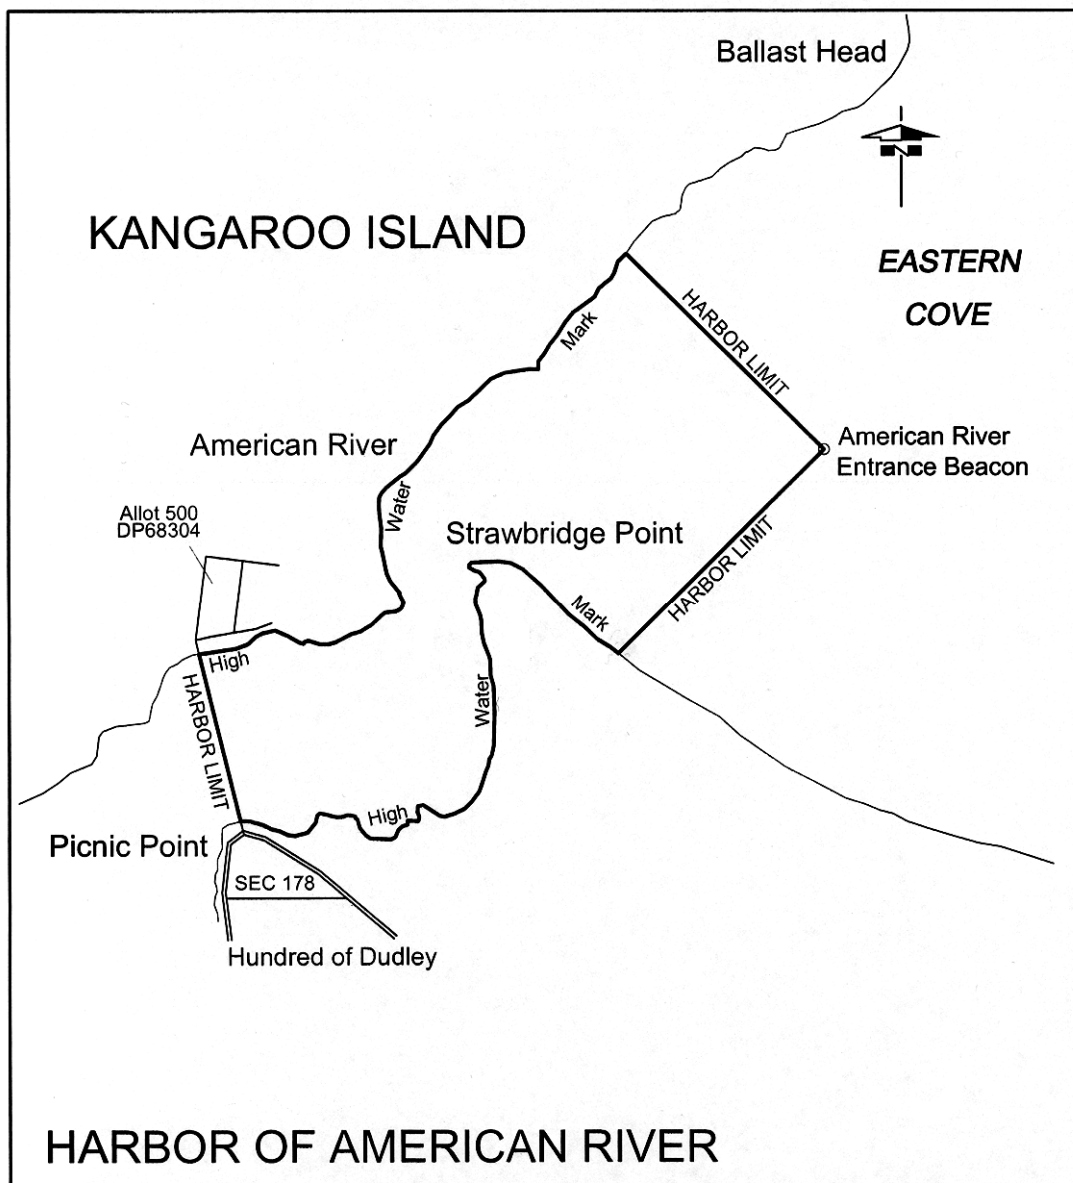 Ballast Head
N
KANGAROO ISLAND
EASTERN
COVE
HARBOR LIMIT
Mark
American River
American River
Entrance Beacon
Water
Allot 500
DP68304
Strawbridge Point
HARBOR LIMIT
Mark
High
Water
HARBOR LIMIT
High
Picnic Point
SEC 178
Hundred of Dudley
HARBOR OF AMERICAN RIVER